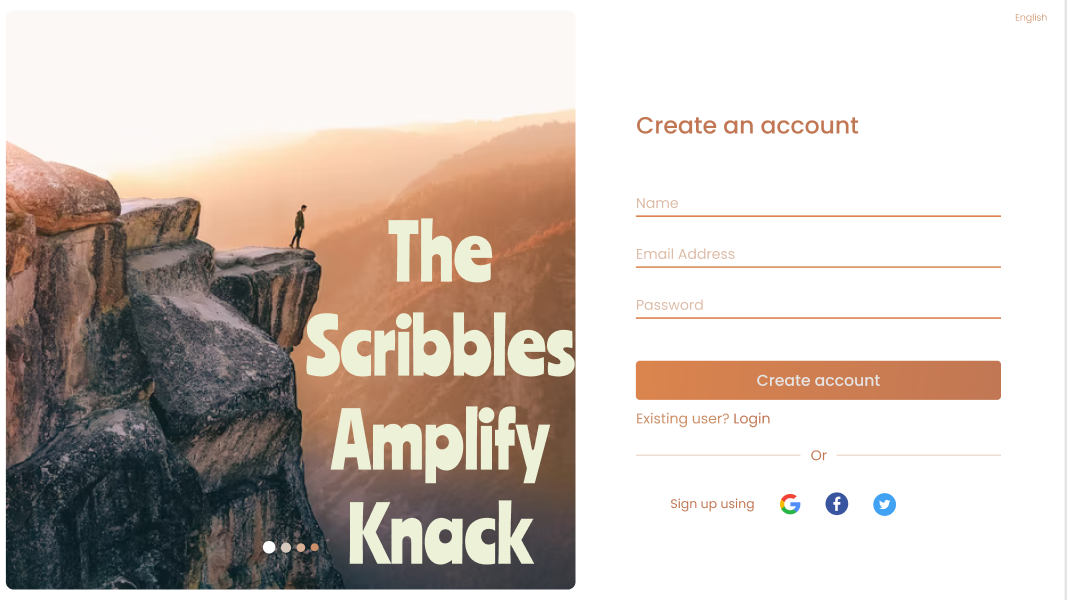 English
The
Scribbles
Amplify
Knack
Create an account
Name
Email Address
Password
Create account
Existing user? Login
Or
Sign up using